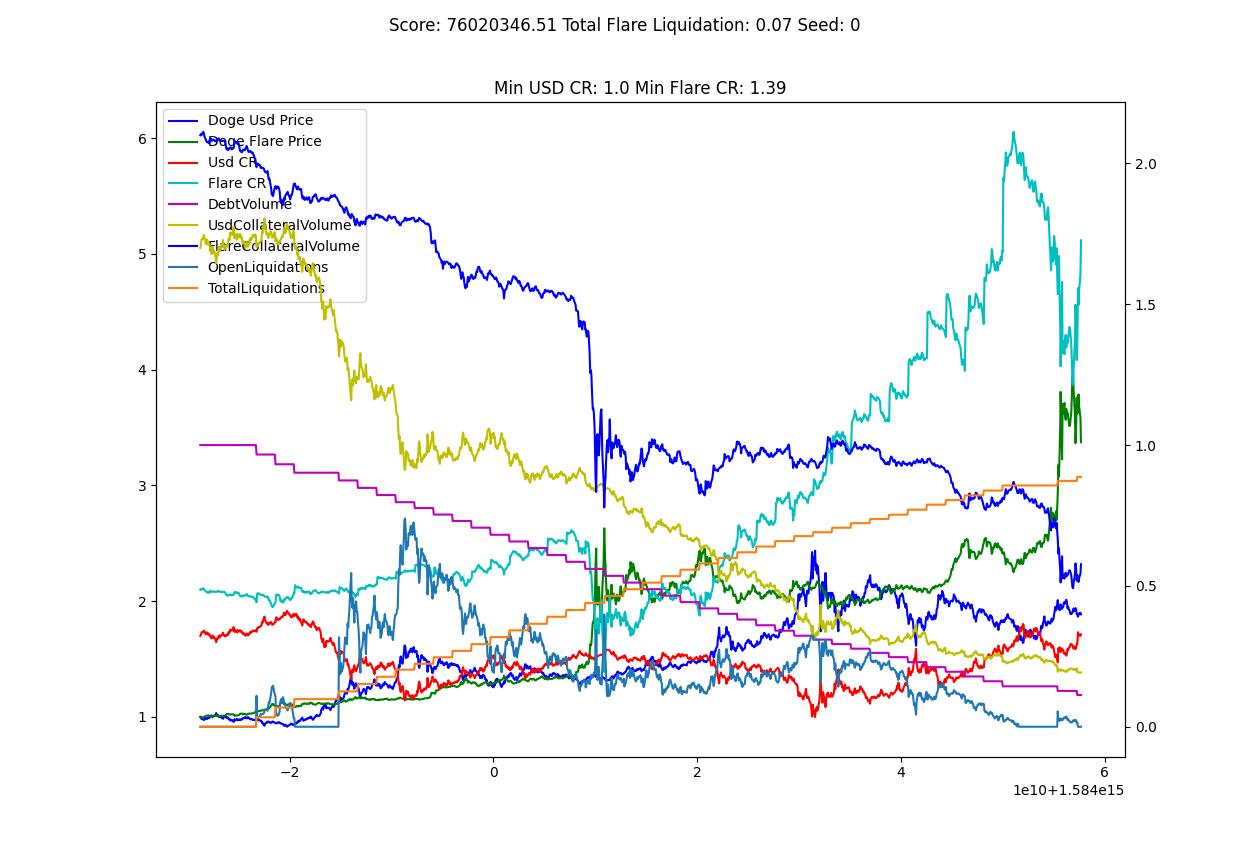 Score: 76020346.51 Total Flare Liquidation: 0.07 Seed: 0
Min USD CR: 1.0 Min Flare CR: 1.39
Doge Usd Price
Doge Flare Price
Usd CR
Flare CR
DebtVolume
UsdCollateralVolume
FlareCollateralVolume
OpenLiquidations
TotalLiquidations
6
5
4
3
2
1
2.0
1.5
1.0
0.5
0.0
−2
0
2
4
6
1e10+1.584e15